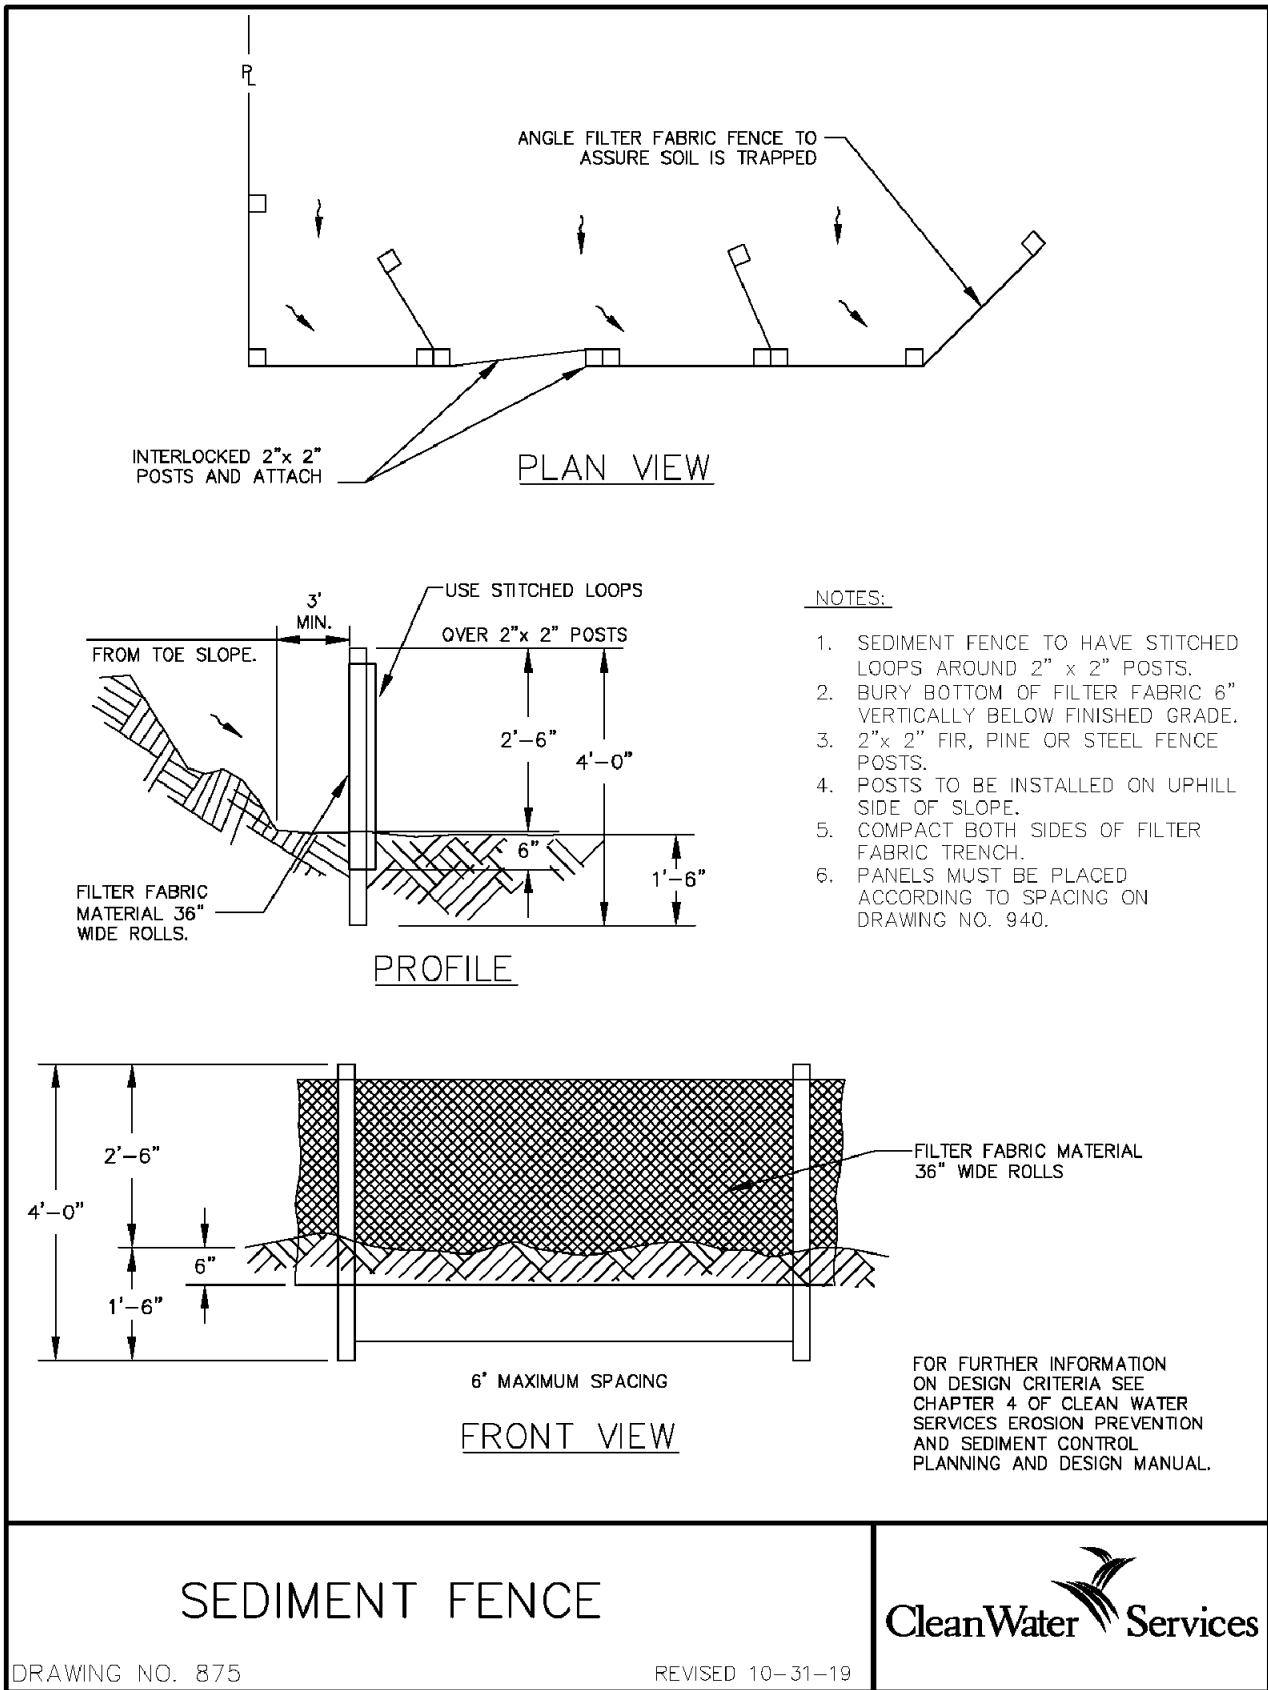 PL
ANGLE FILTER FABRIC FENCE TO
ASSURE SOIL IS TRAPPED
INTERLOCKED 2"x 2"
POSTS AND ATTACH
PLAN VIEW
3'
MIN.
FROM TOE SLOPE.
USE STITCHED LOOPS
OVER 2"x 2" POSTS
2'-6"
4'-0"
6"
1'-6"
FILTER FABRIC
MATERIAL 36"
WIDE ROLLS.
PROFILE
NOTES:
1. SEDIMENT FENCE TO HAVE STITCHED
LOOPS AROUND 2" x 2" POSTS.
2. BURY BOTTOM OF FILTER FABRIC 6"
VERTICALLY BELOW FINISHED GRADE.
3. 2"x 2" FIR, PINE OR STEEL FENCE
POSTS.
4. POSTS TO BE INSTALLED ON UPHILL
SIDE OF SLOPE.
5. COMPACT BOTH SIDES OF FILTER
FABRIC TRENCH.
6. PANELS MUST BE PLACED
ACCORDING TO SPACING ON
DRAWING NO. 940.
2'-6"
4'-0"
6"
1'-6"
FILTER FABRIC MATERIAL
36" WIDE ROLLS
6' MAXIMUM SPACING
FRONT VIEW
FOR FURTHER INFORMATION
ON DESIGN CRITERIA SEE
CHAPTER 4 OF CLEAN WATER
SERVICES EROSION PREVENTION
AND SEDIMENT CONTROL
PLANNING AND DESIGN MANUAL.
SEDIMENT FENCE
DRAWING NO. 875
REVISED 10-31-19
CleanWater Services